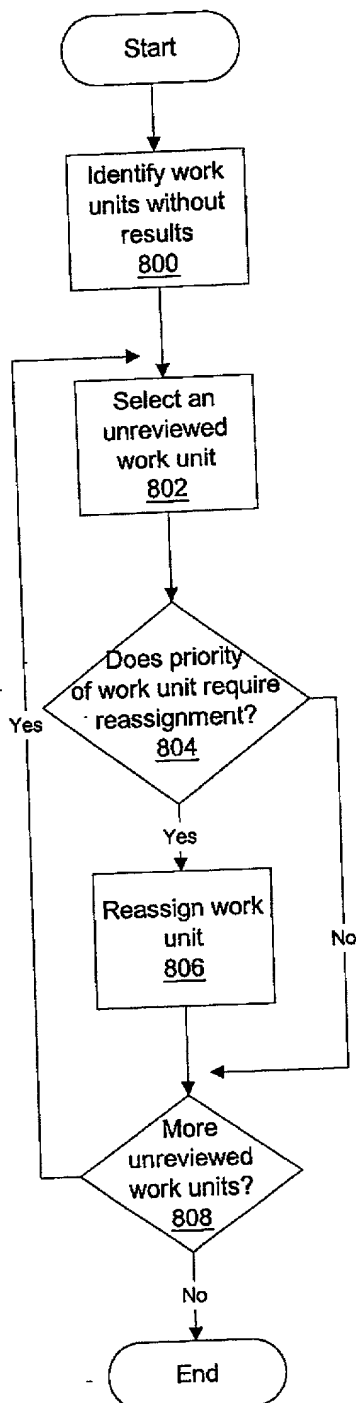 Start
Identify work
units without
results
800
Select an
unreviewed
work unit
802
Does priority
of work unit require
reassignment?
804
Yes
Yes
Reassign work
unit
806
No
More
unreviewed
work units?
808
No
End